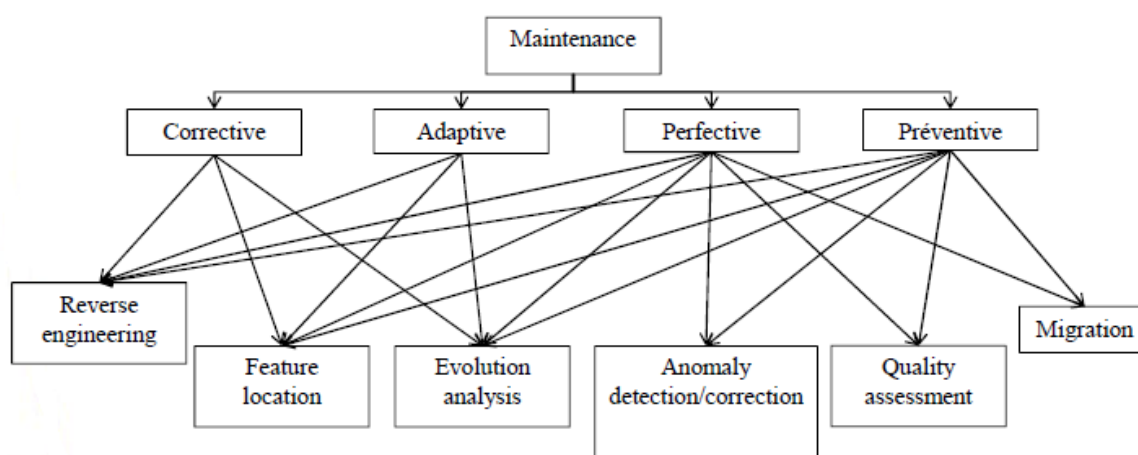 Maintenance
Corrective
Adaptive
Perfective
Préventive
Reverse
engineering
Feature
location
Evolution
analysis
Anomaly
detection/correction
Quality
assessment
Migration